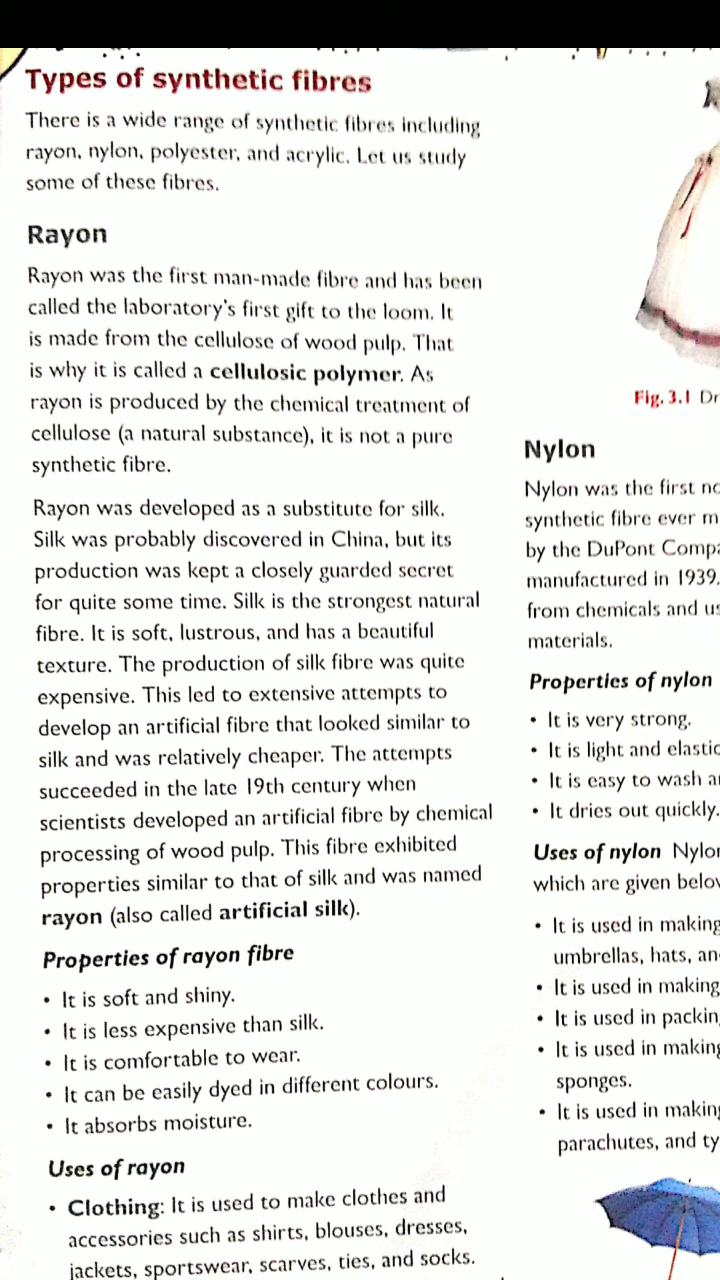 Types of synthetic fibres
There is a wide range of synthetic fibres including
rayon, nylon, polyester, and acrylic. Let us study
some of these fibres.
Rayon
Rayon was the first man-made fibre and has been
called the laboratory's first gift to the loom. It
is made from the cellulose of wood pulp. That
is why it is called a cellulosic polymer. As
rayon is produced by the chemical treatment of
cellulose (a natural substance), it is not a pure
synthetic fibre.
Rayon was developed as a substitute for silk.
Silk was probably discovered in China, but its
production was kept a closely guarded secret
for quite some time. Silk is the strongest natural
fibre. It is soft, lustrous, and has a beautiful
texture. The production of silk fibre was quite
expensive. This led to extensive attempts to
develop an artificial fibre that looked similar to
silk and was relatively cheaper. The attempts
succeeded in the late 19th century when
scientists developed an artificial fibre by chemical
processing of wood pulp. This fibre exhibited
properties similar to that of silk and was named
rayon (also called artificial silk).
Properties of rayon fibre
• It is soft and shiny.
• It is less expensive than silk.
• It is comfortable to wear.
• It can be easily dyed in different colours.
• It absorbs moisture.
Uses of rayon
• Clothing: It is used to make clothes and
accessories such as shirts, blouses, dresses,
jackets, sportswear, scarves, ties, and socks.
Fig. 3.1
Nylon
Nylon was the first
synthetic fibre ever
by the DuPont
manufactured in 1939.
from chemicals and
materials.
Properties of nylon
• It is very strong.
• It is light and
• It is easy to wash
• It dries out quickly.
Uses of nylon
which are given
• It is used in making
umbrellas, hats,
• It is used in making
• It is used in
• It is used in making
sponges.
• It is used in making
parachutes, and